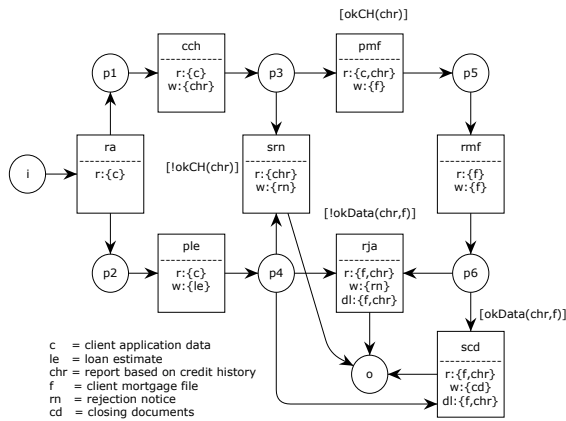 [okCH(chr)]
cch
r:{c}
w:{chr}
pmf
r:{c,chr}
w:{f}
p1
p3
p5
ra
r:{c}
i
[!okCH(chr)]
srn
r:{chr}
w:{rn}
rmf
r:{f}
w:{f}
[!okData(chr,f)]
ple
r:{c}
w:{le}
rja
r:{f,chr}
w:{rn}
dl:{f,chr}
p2
p4
p6
[okData(chr,f)]
scd
r:{f,chr}
w:{cd}
dl:{f,chr}
o
c = client application data
le = loan estimate
chr = report based on credit history
f = client mortgage file
rn = rejection notice
cd = closing documents